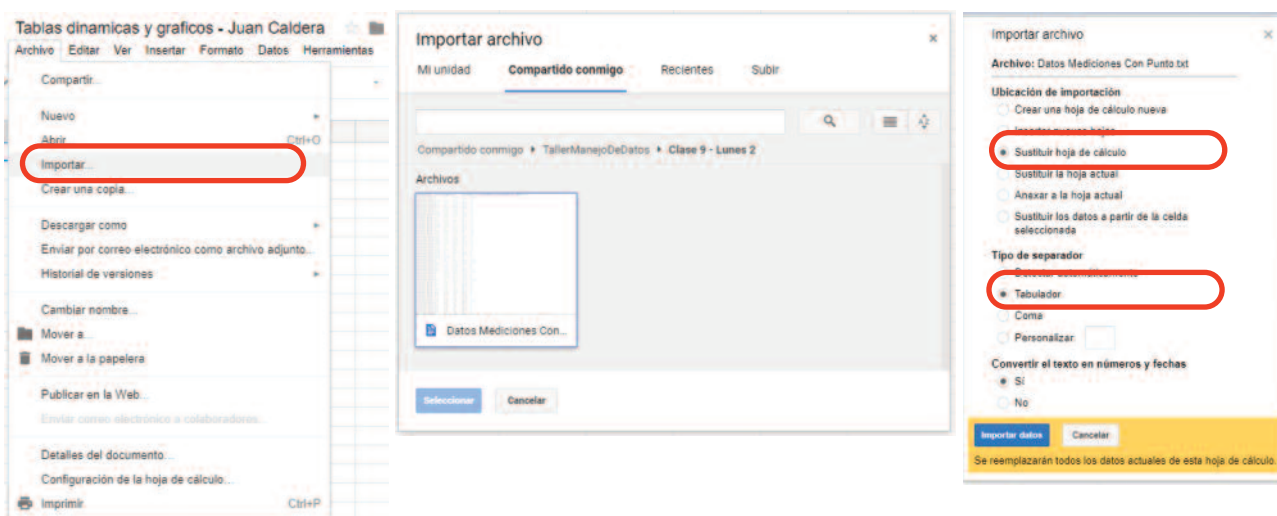 Tablas dinamicas y graficos - Juan Caldera
Archivo Editar Ver Insertar Formato Datos Herramientas
Compartir...
Nuevo
Abrir... Ctrl+O
Importar...
Crear una copia...
Descargar como
Enviar por correo electrónico como archivo adjunto...
Historial de versiones
Cambiar nombre...
Mover a...
Mover a la papelera
Publicar en la Web...
Enviar correo electrónico a colaboradores...
Detalles del documento...
Configuración de la hoja de cálculo...
Imprimir Ctrl+P
Importar archivo
Mi unidad Compartido conmigo Recientes Subir
Compartido conmigo TallerManejoDeDatos Clase 9 - Lunes 2
Archivos
Datos Mediciones Con...
Seleccionar Cancelar
Importar archivo
Archivo: Datos Mediciones Con Punto.txt
Ubicación de importación
Crear una hoja de cálculo nueva
Insertar nuevas hojas
Sustituir hoja de cálculo
Sustituir la hoja actual
Anexar a la hoja actual
Sustituir los datos a partir de la celda
seleccionada
Tipo de separador
Detectar automáticamente
Tabulador
Coma
Personalizar:
Convertir el texto en números y fechas
Sí
No
Importar datos Cancelar
Se reemplazarán todos los datos actuales de esta hoja de cálculo.